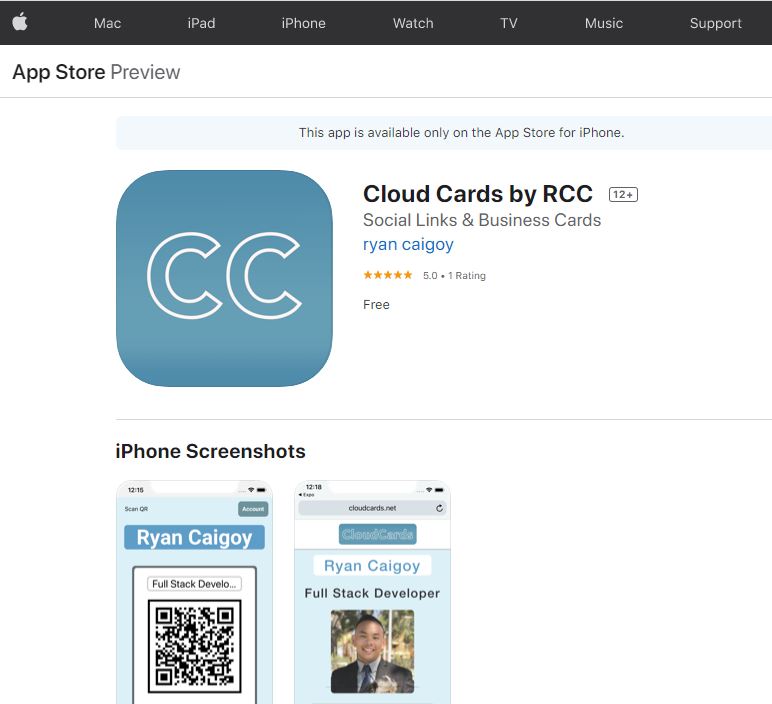 Mac iPad iPhone Watch TV Music Support
App Store Preview
This app is available only on the App Store for iPhone.
CC
Cloud Cards by RCC 12+
Social Links & Business Cards
ryan caigoy
5.0 • 1 Rating
Free
iPhone Screenshots
12:15
Scan QR Account
Ryan Caigoy
Full Stack Develo...
12:18
Expo
cloudcards.net
CloudCards
Ryan Caigoy
Full Stack Developer